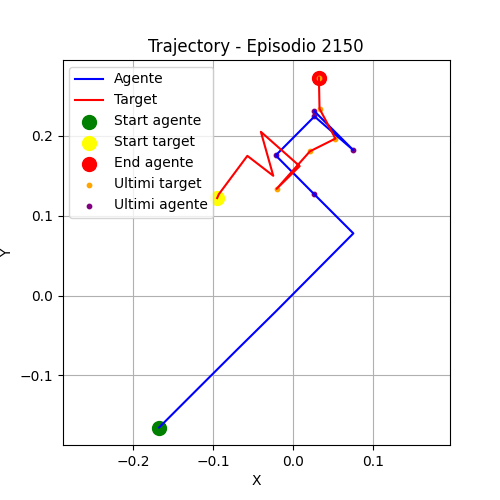 Trajectory - Episodio 2150
Agente
Target
Start agente
Start target
End agente
Ultimi target
Ultimi agente
0.2
0.1
0.0
−0.1
Y
−0.2
−0.1
0.0
0.1
X